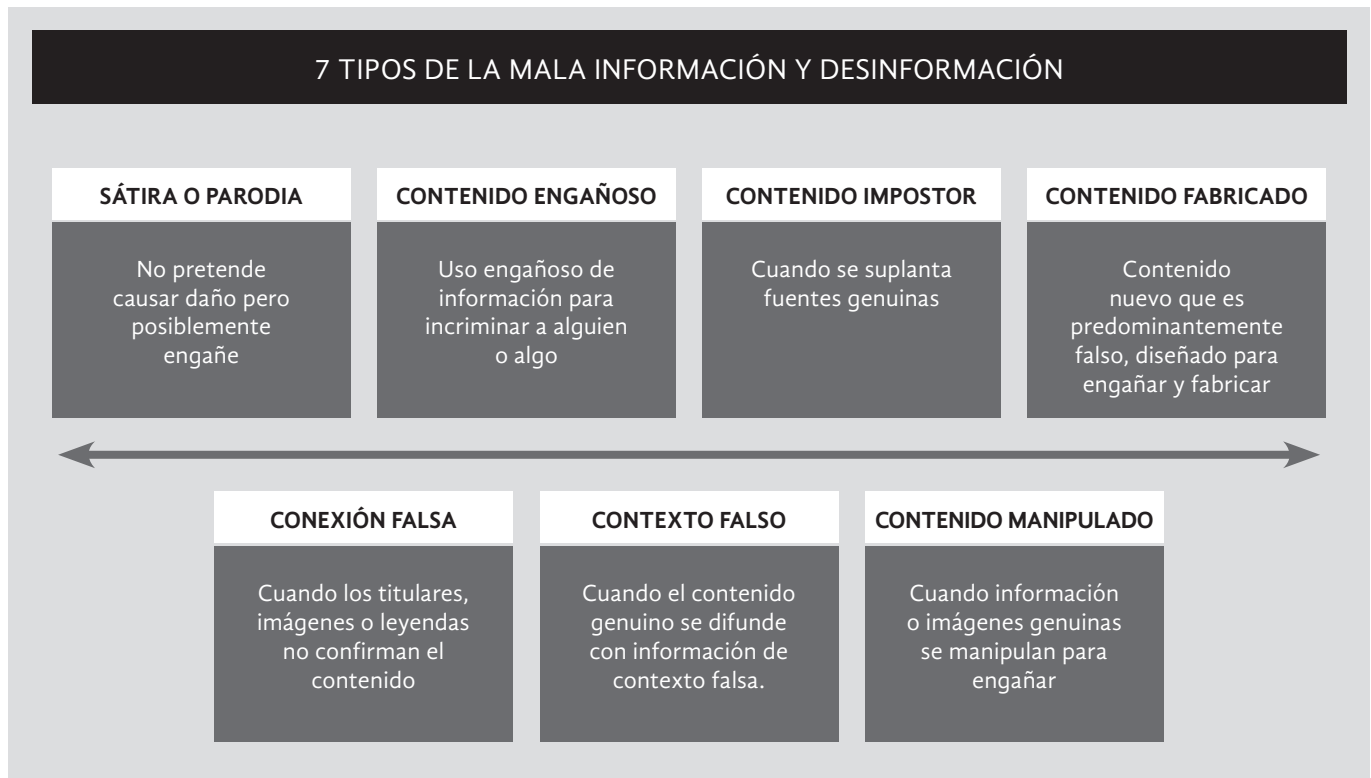 7 TIPOS DE LA MALA INFORMACIÓN Y DESINFORMACIÓN
SÁTIRA O PARODIA
No pretende
causar daño pero
posiblemente
engañe
CONTENIDO ENGAÑOSO
Uso engañoso de
información para
incriminar a alguien
o algo
CONTENIDO IMPOSTOR
Cuando se suplanta
fuentes genuinas
CONTENIDO FABRICADO
Contenido
nuevo que es
predominantemente
falso, diseñado para
engañar y fabricar
CONEXIÓN FALSA
Cuando los titulares,
imágenes o leyendas
no confirman el
contenido
CONTEXTO FALSO
Cuando el contenido
genuino se difunde
con información de
contexto falsa.
CONTENIDO MANIPULADO
Cuando información
o imágenes genuinas
se manipulan para
engañar